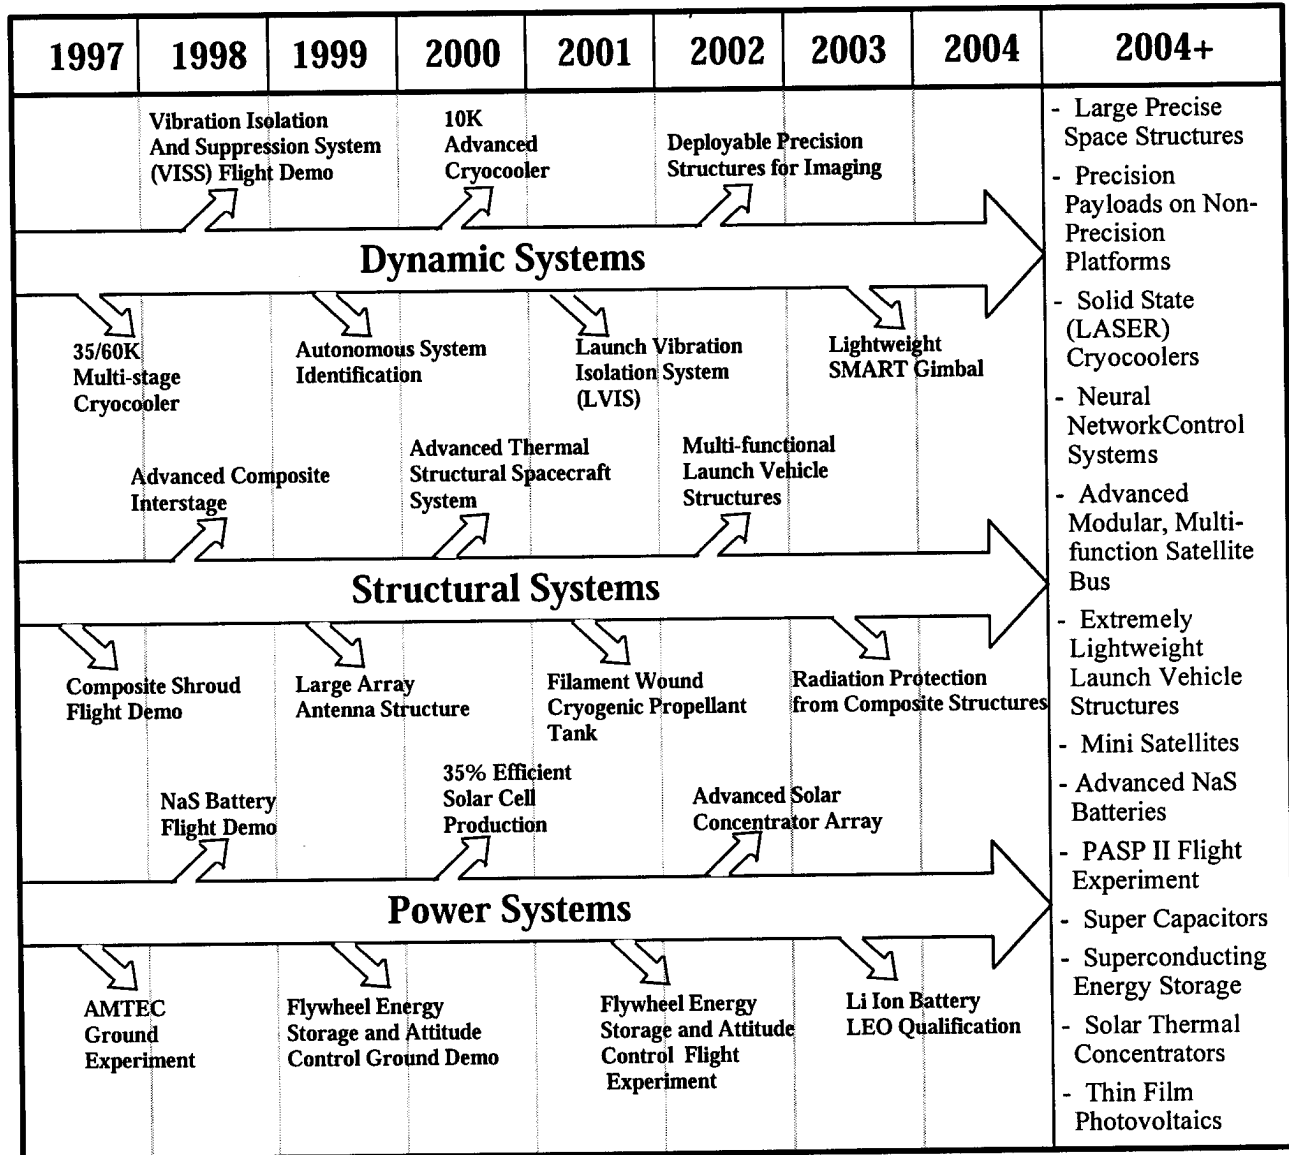 1997 1998 1999 2000 2001 2002 2003 2004 2004+
Vibration Isolation
And Suppression System
(VISS) Flight Demo
10K
Advanced
Cryocooler
Deployable Precision
Structures for Imaging
Dynamic Systems
35/60K
Multi-stage
Cryocooler
Autonomous System
Identification
Launch Vibration
Isolation System
(LVIS)
Lightweight
SMART Gimbal
Advanced Composite
Interstage
Advanced Thermal
Structural Spacecraft
System
Multi-functional
Launch Vehicle
Structures
Structural Systems
Composite Shroud
Flight Demo
Large Array
Antenna Structure
Filament Wound
Cryogenic Propellant
Tank
Radiation Protection
from Composite Structures
NaS Battery
Flight Demo
35% Efficient
Solar Cell
Production
Advanced Solar
Concentrator Array
Power Systems
AMTEC
Ground
Experiment
Flywheel Energy
Storage and Attitude
Control Ground Demo
Flywheel Energy
Storage and Attitude
Control Flight
Experiment
Li Ion Battery
LEO Qualification
- Large Precise
Space Structures
- Precision
Payloads on Non-
Precision
Platforms
- Solid State
(LASER)
Cryocoolers
- Neural
NetworkControl
Systems
- Advanced
Modular, Multi-
function Satellite
Bus
- Extremely
Lightweight
Launch Vehicle
Structures
- Mini Satellites
- Advanced NaS
Batteries
- PASP II Flight
Experiment
- Super Capacitors
- Superconducting
Energy Storage
- Solar Thermal
Concentrators
- Thin Film
Photovoltaics